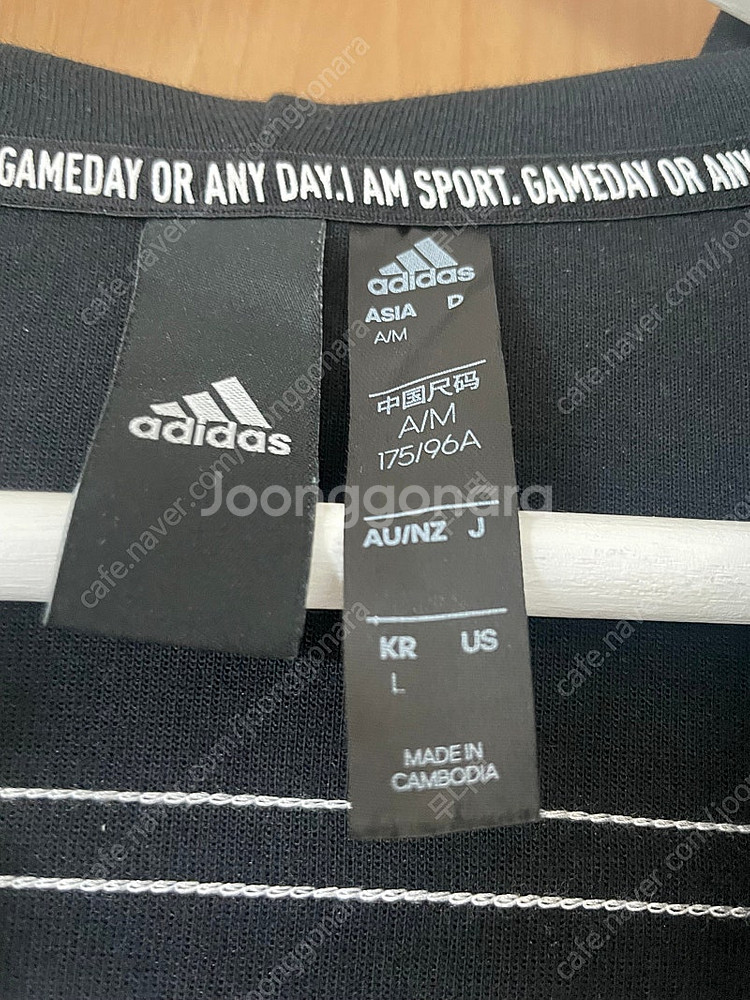 GAMEDAY OR ANY DAY. I AM SPORT. GAMEDAY OR ANY
adidas
adidas
ASIA D
A/M
中国尺码
A/M
175/96A
AU/NZ J
KR US
L
MADE IN
CAMBODIA
Joonggonara
cafe.naver.com/joonggonara